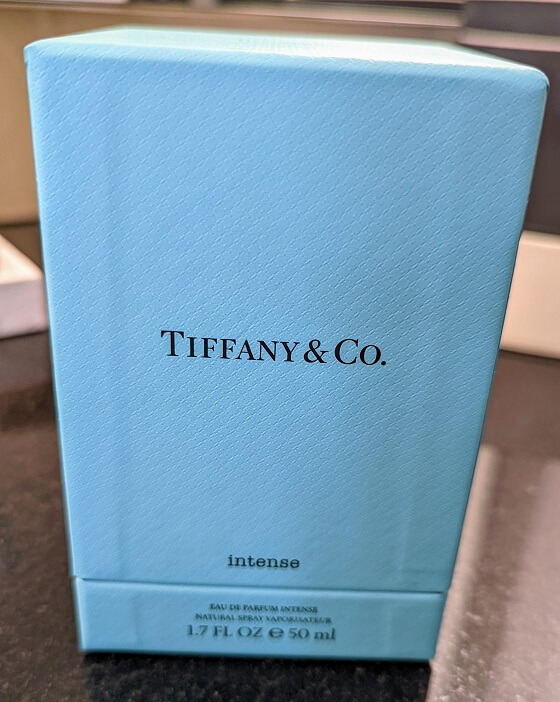 TIFFANY & CO.
intense
EAU DE PARFUM INTENSE
NATURAL SPRAY VAPORISATEUR
1.7 FL OZ ℮ 50 ml